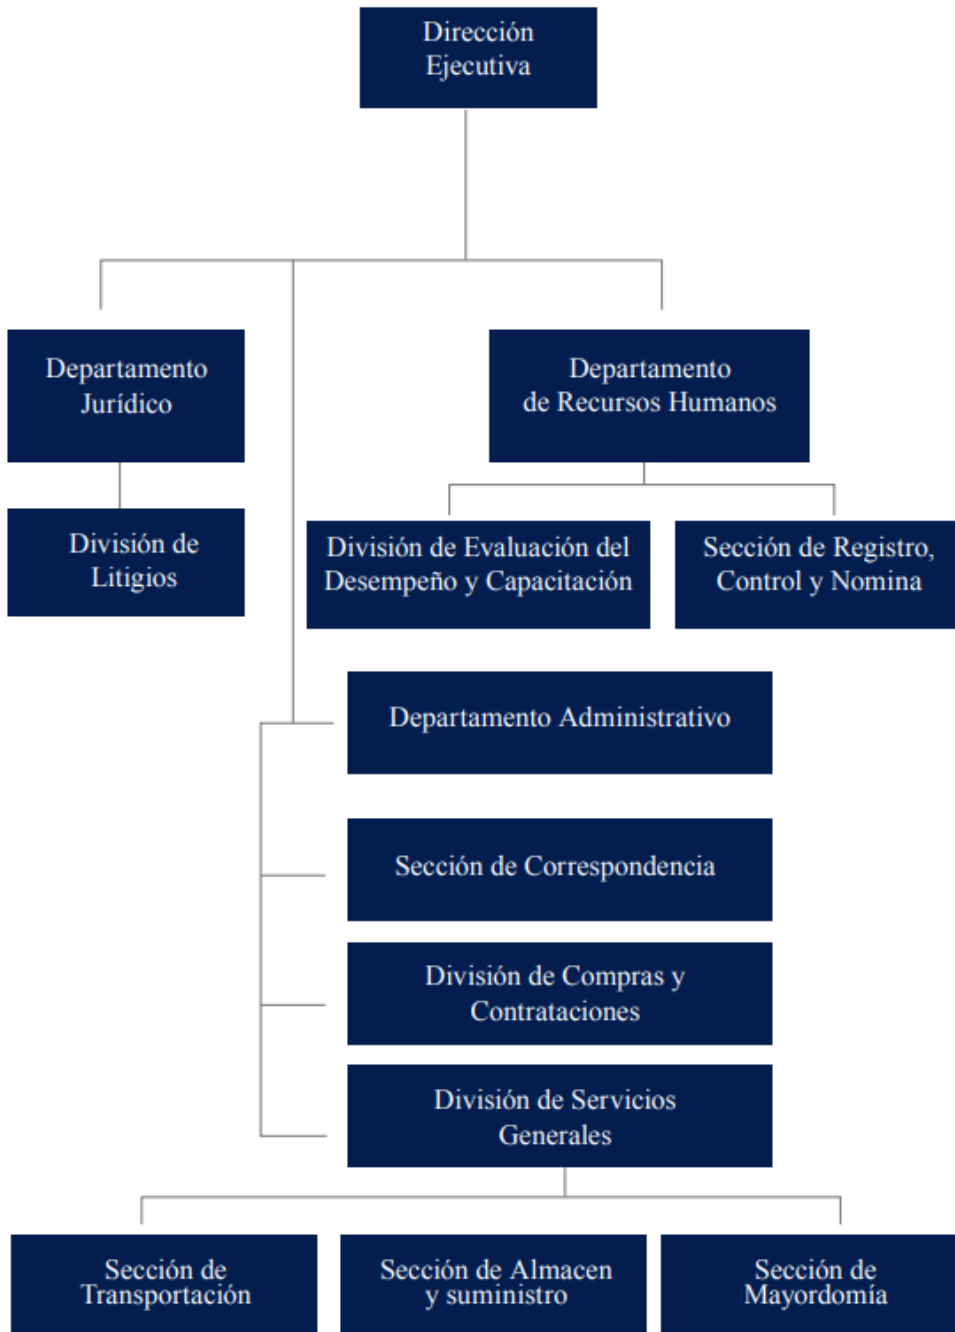 Dirección
Ejecutiva
Departamento
Jurídico
Departamento
de Recursos Humanos
División de
Litigios
División de Evaluación del
Desempeño y Capacitación
Sección de Registro,
Control y Nomina
Departamento Administrativo
Sección de Correspondencia
División de Compras y
Contrataciones
División de Servicios
Generales
Sección de
Transportación
Sección de Almacen
y suministro
Sección de
Mayordomía